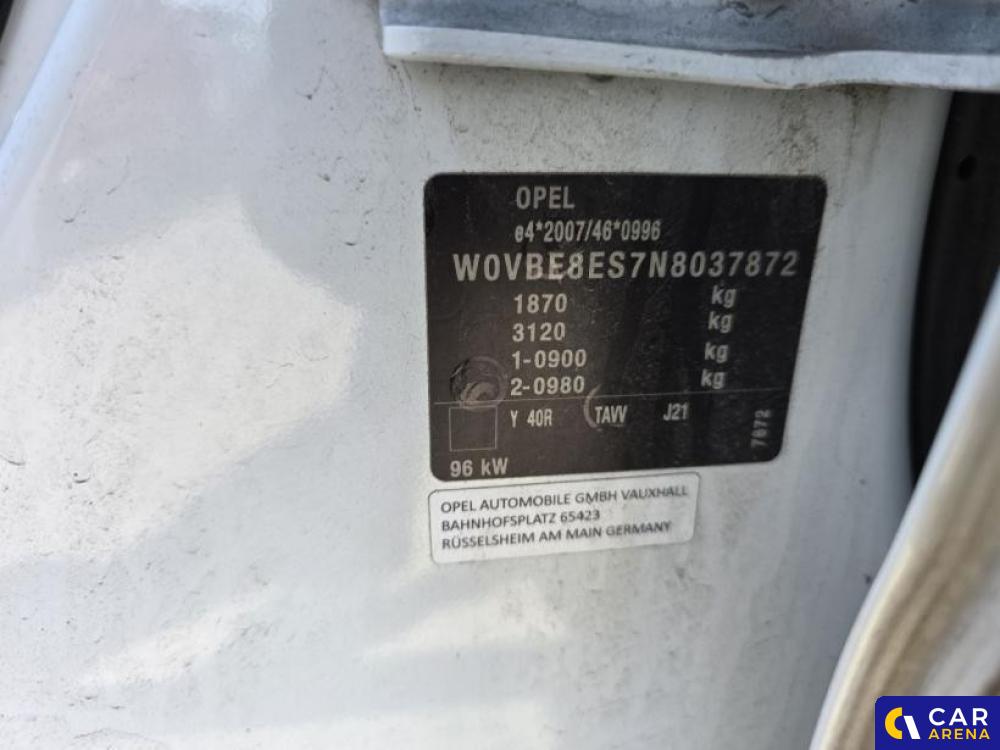 OPEL
e4*2007/46*0996
W0VBE8ES7N8037872
1870 kg
3120 kg
1-0900 kg
2-0980 kg
Y 40R TAVV J21
7872
96 kW
OPEL AUTOMOBILE GMBH VAUXHALL
BAHNHOFSPLATZ 65423
RÜSSELSHEIM AM MAIN GERMANY
CAR
ARENA